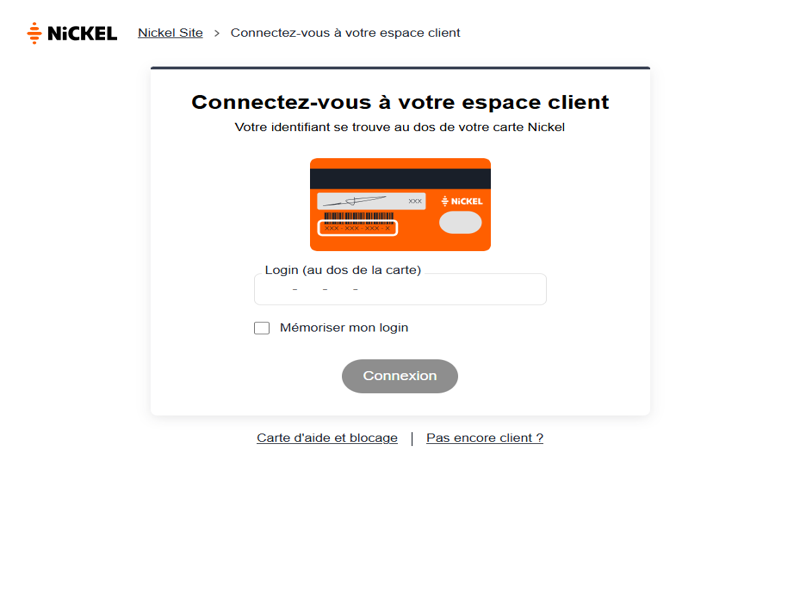 NiCKEL Nickel Site > Connectez-vous à votre espace client
Connectez-vous à votre espace client
Votre identifiant se trouve au dos de votre carte Nickel
XXX NiCKEL
XXX - XXX - XXX - X
Login (au dos de la carte)
- - -
Mémoriser mon login
Connexion
Carte d'aide et blocage | Pas encore client ?